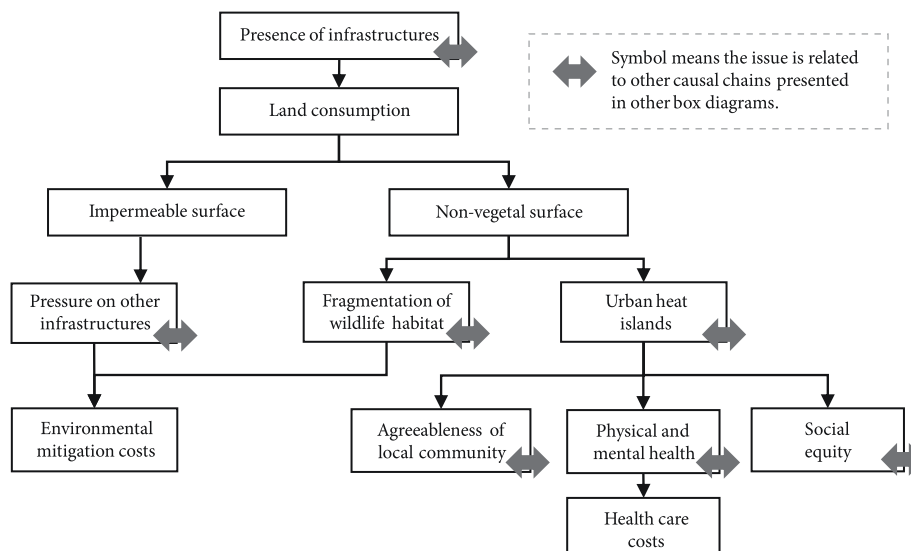 Presence of infrastructures
Symbol means the issue is related
to other causal chains presented
in other box diagrams.
Land consumption
Impermeable surface
Non-vegetal surface
Pressure on other
infrastructures
Fragmentation of
wildlife habitat
Urban heat
islands
Environmental
mitigation costs
Agreeableness of
local community
Physical and
mental health
Social
equity
Health care
costs